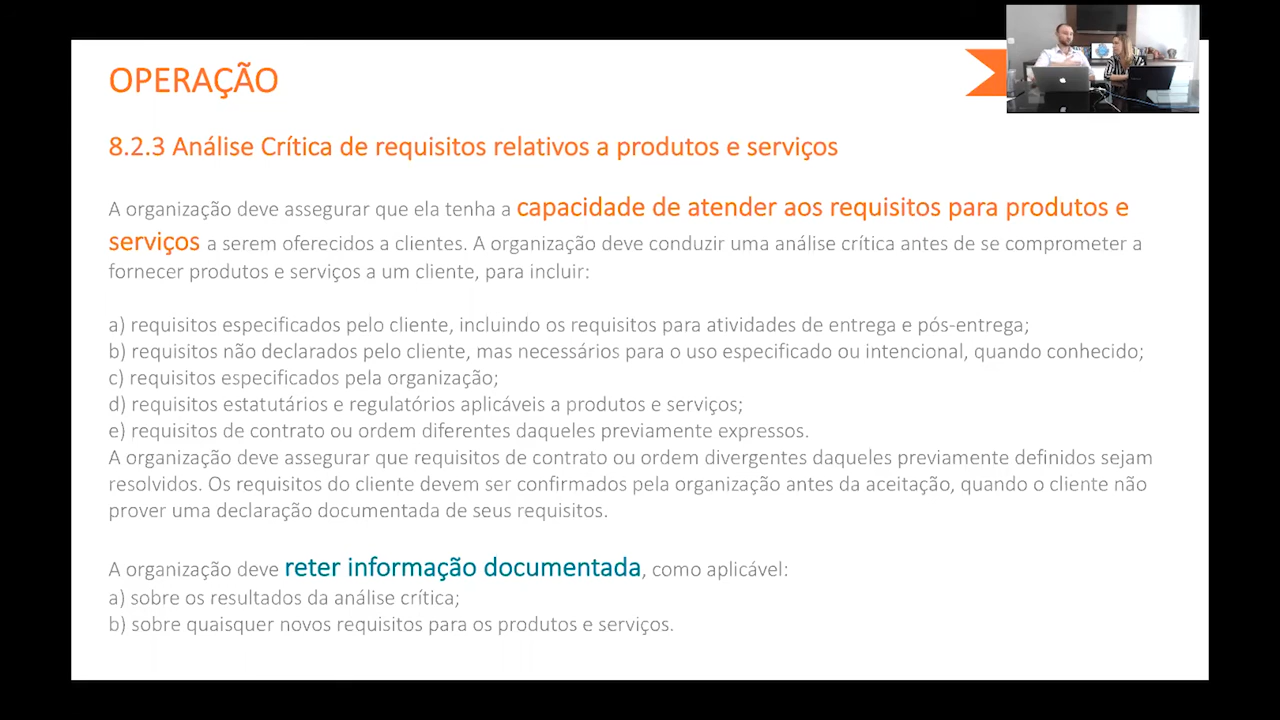 OPERAÇÃO
8.2.3 Análise Crítica de requisitos relativos a produtos e serviços
A organização deve assegurar que ela tenha a capacidade de atender aos requisitos para produtos e
serviços a serem oferecidos a clientes. A organização deve conduzir uma análise crítica antes de se comprometer a
fornecer produtos e serviços a um cliente, para incluir:
a) requisitos especificados pelo cliente, incluindo os requisitos para atividades de entrega e pós-entrega;
b) requisitos não declarados pelo cliente, mas necessários para o uso especificado ou intencional, quando conhecido;
c) requisitos especificados pela organização;
d) requisitos estatutários e regulatórios aplicáveis a produtos e serviços;
e) requisitos de contrato ou ordem diferentes daqueles previamente expressos.
A organização deve assegurar que requisitos de contrato ou ordem divergentes daqueles previamente definidos sejam
resolvidos. Os requisitos do cliente devem ser confirmados pela organização antes da aceitação, quando o cliente não
prover uma declaração documentada de seus requisitos.
A organização deve reter informação documentada, como aplicável:
a) sobre os resultados da análise crítica;
b) sobre quaisquer novos requisitos para os produtos e serviços.